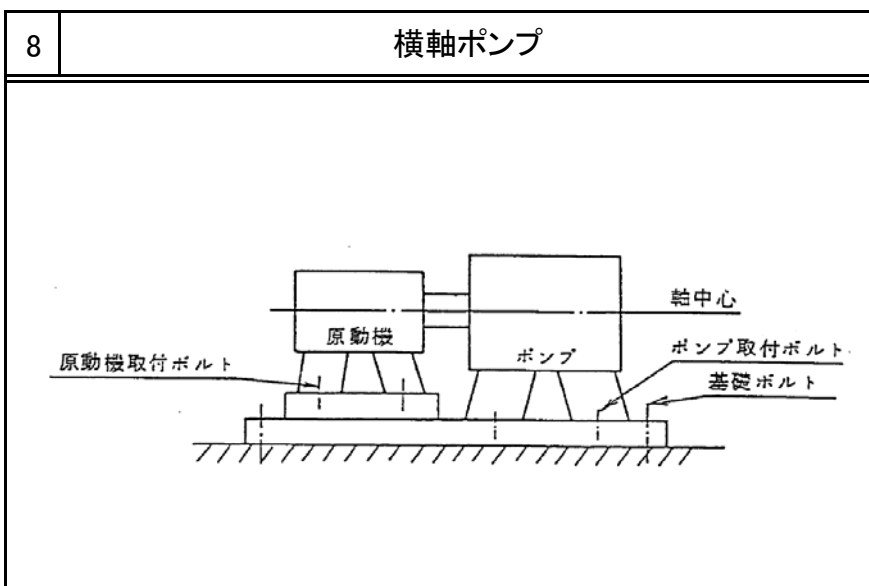 8
横軸ポンプ
軸中心
原動機
ポンプ
ポンプ取付ボルト
原動機取付ボルト
基礎ボルト